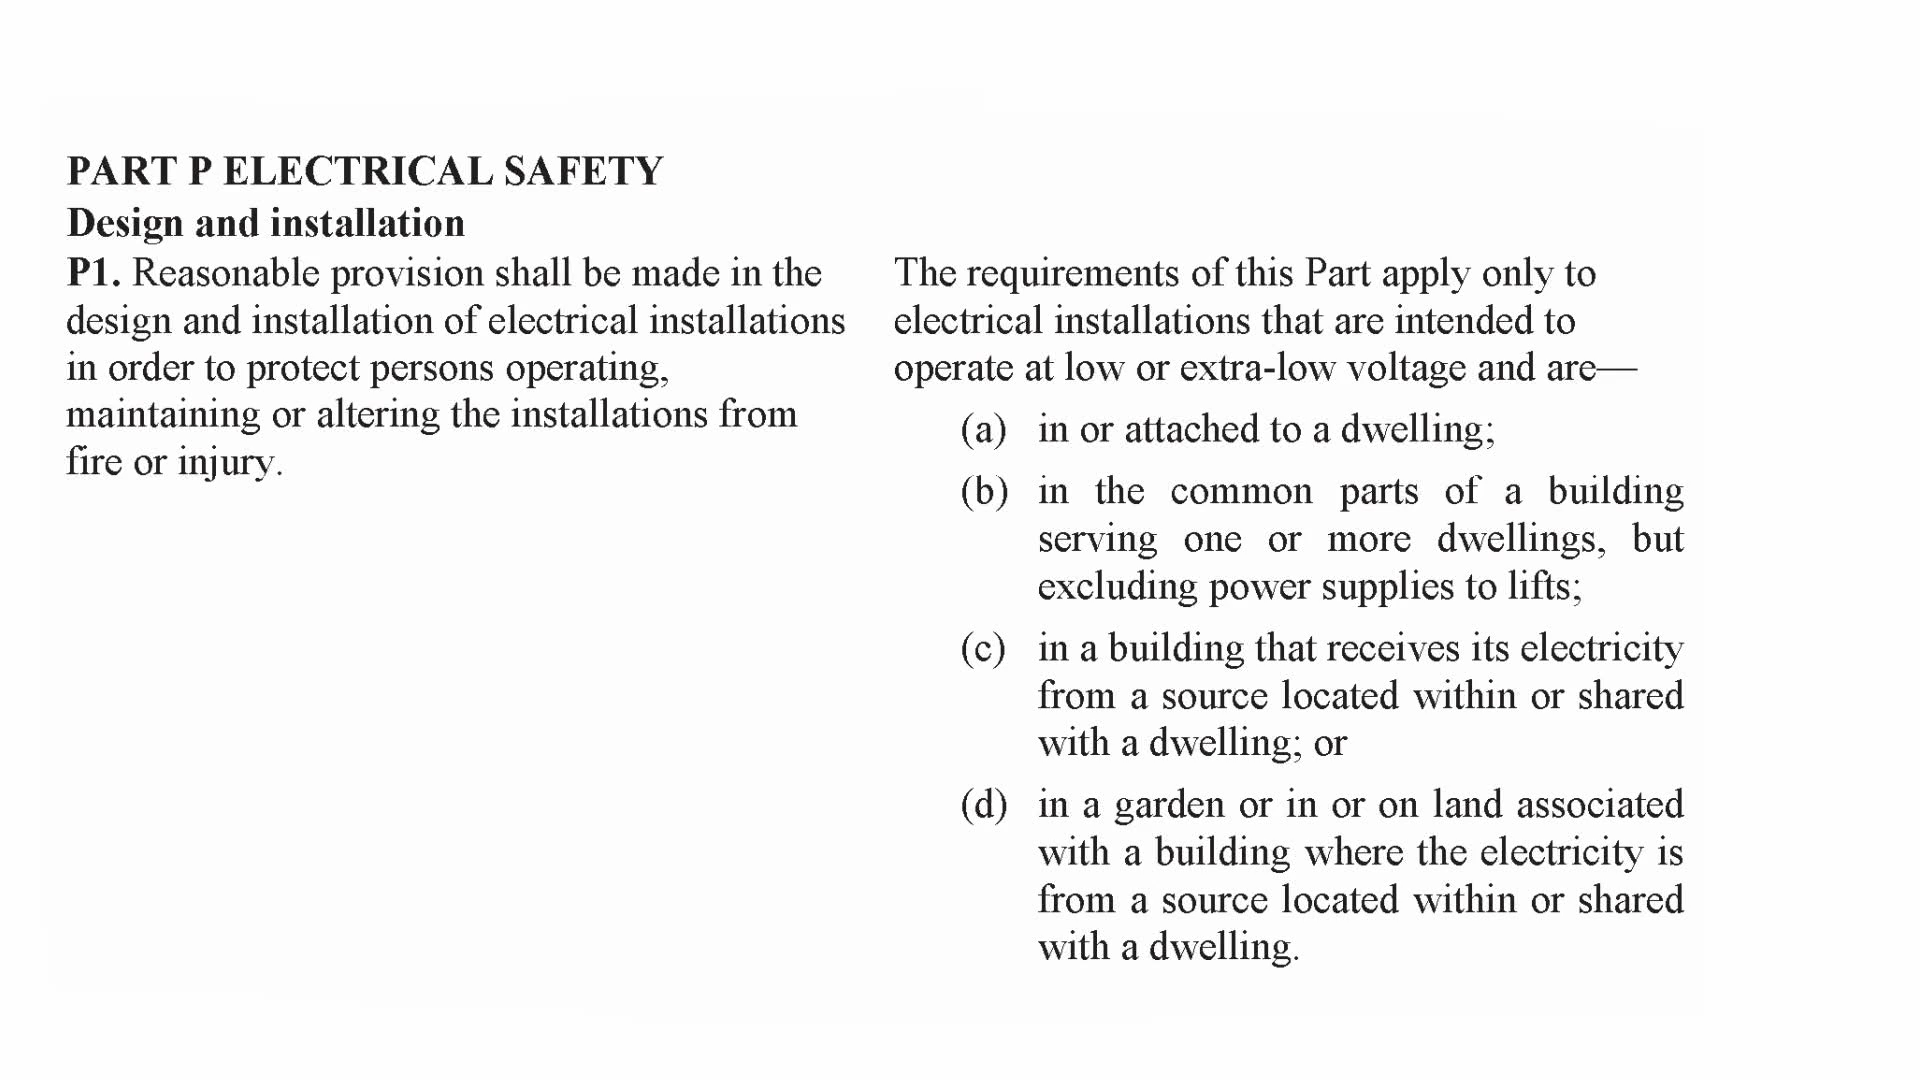 PART P ELECTRICAL SAFETY
Design and installation
P1. Reasonable provision shall be made in the
design and installation of electrical installations
in order to protect persons operating,
maintaining or altering the installations from
fire or injury.
The requirements of this Part apply only to
electrical installations that are intended to
operate at low or extra-low voltage and are—
(a) in or attached to a dwelling;
(b) in the common parts of a building
serving one or more dwellings, but
excluding power supplies to lifts;
(c) in a building that receives its electricity
from a source located within or shared
with a dwelling; or
(d) in a garden or in or on land associated
with a building where the electricity is
from a source located within or shared
with a dwelling.